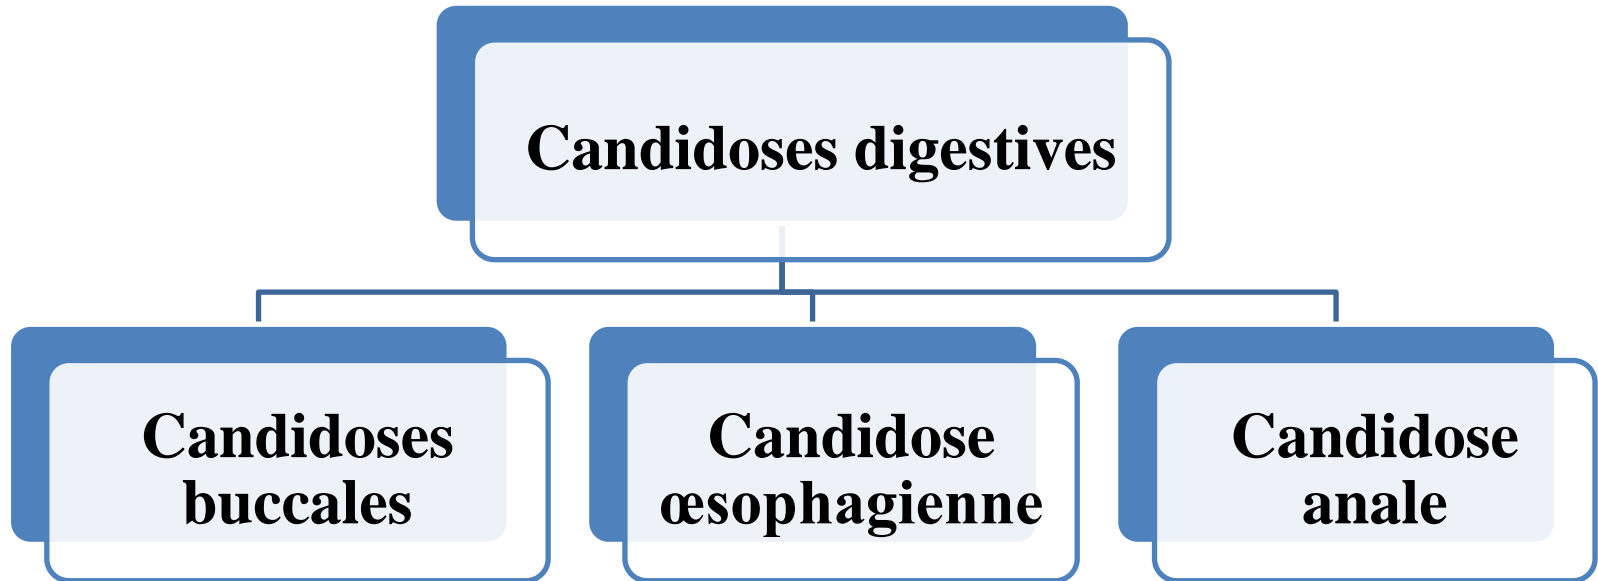 Candidoses digestives
Candidoses
buccales
Candidose
œsophagienne
Candidose
anale